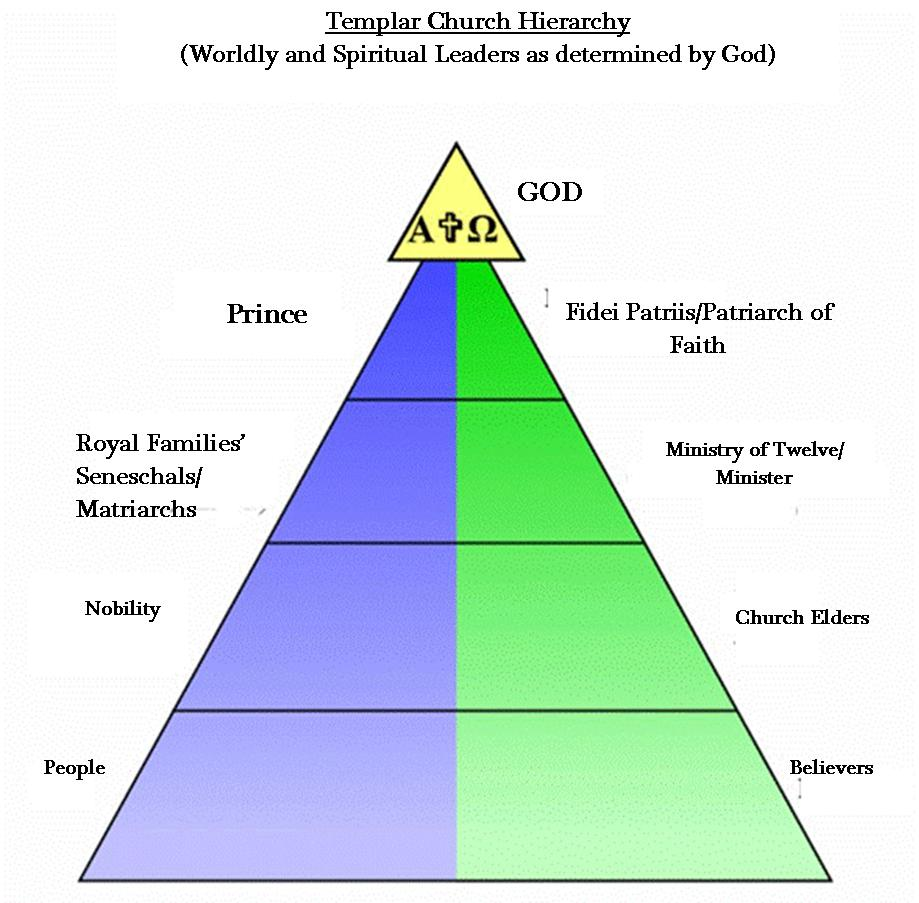 Templar Church Hierarchy
(Worldly and Spiritual Leaders as determined by God)
GOD
Α✝Ω
Prince
Fidei Patriis/Patriarch of
Faith
Royal Families’
Seneschals/
Matriarchs
Ministry of Twelve/
Minister
Nobility
Church Elders
People
Believers